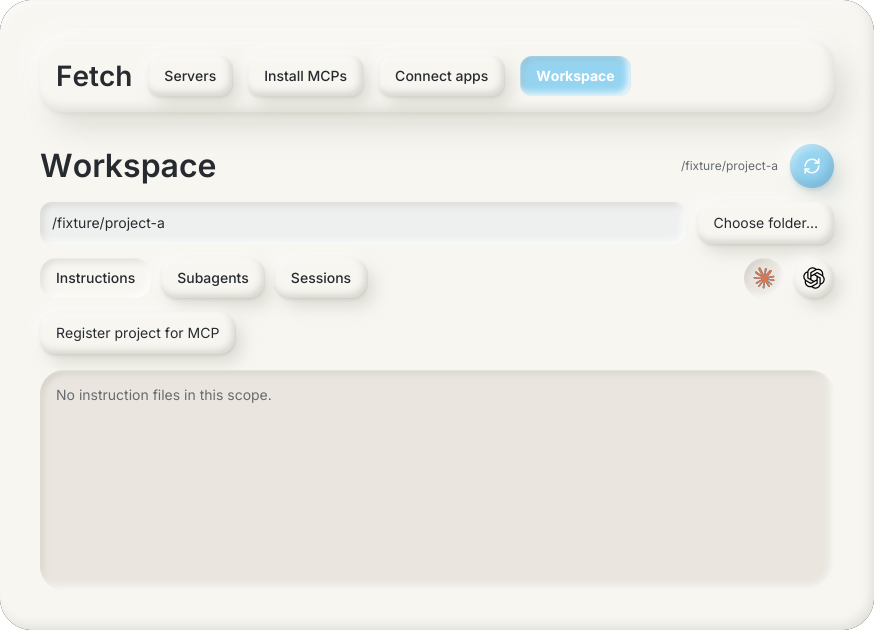 Fetch Servers Install MCPs Connect apps Workspace
Workspace /fixture/project-a
/fixture/project-a Choose folder...
Instructions Subagents Sessions
Register project for MCP
No instruction files in this scope.